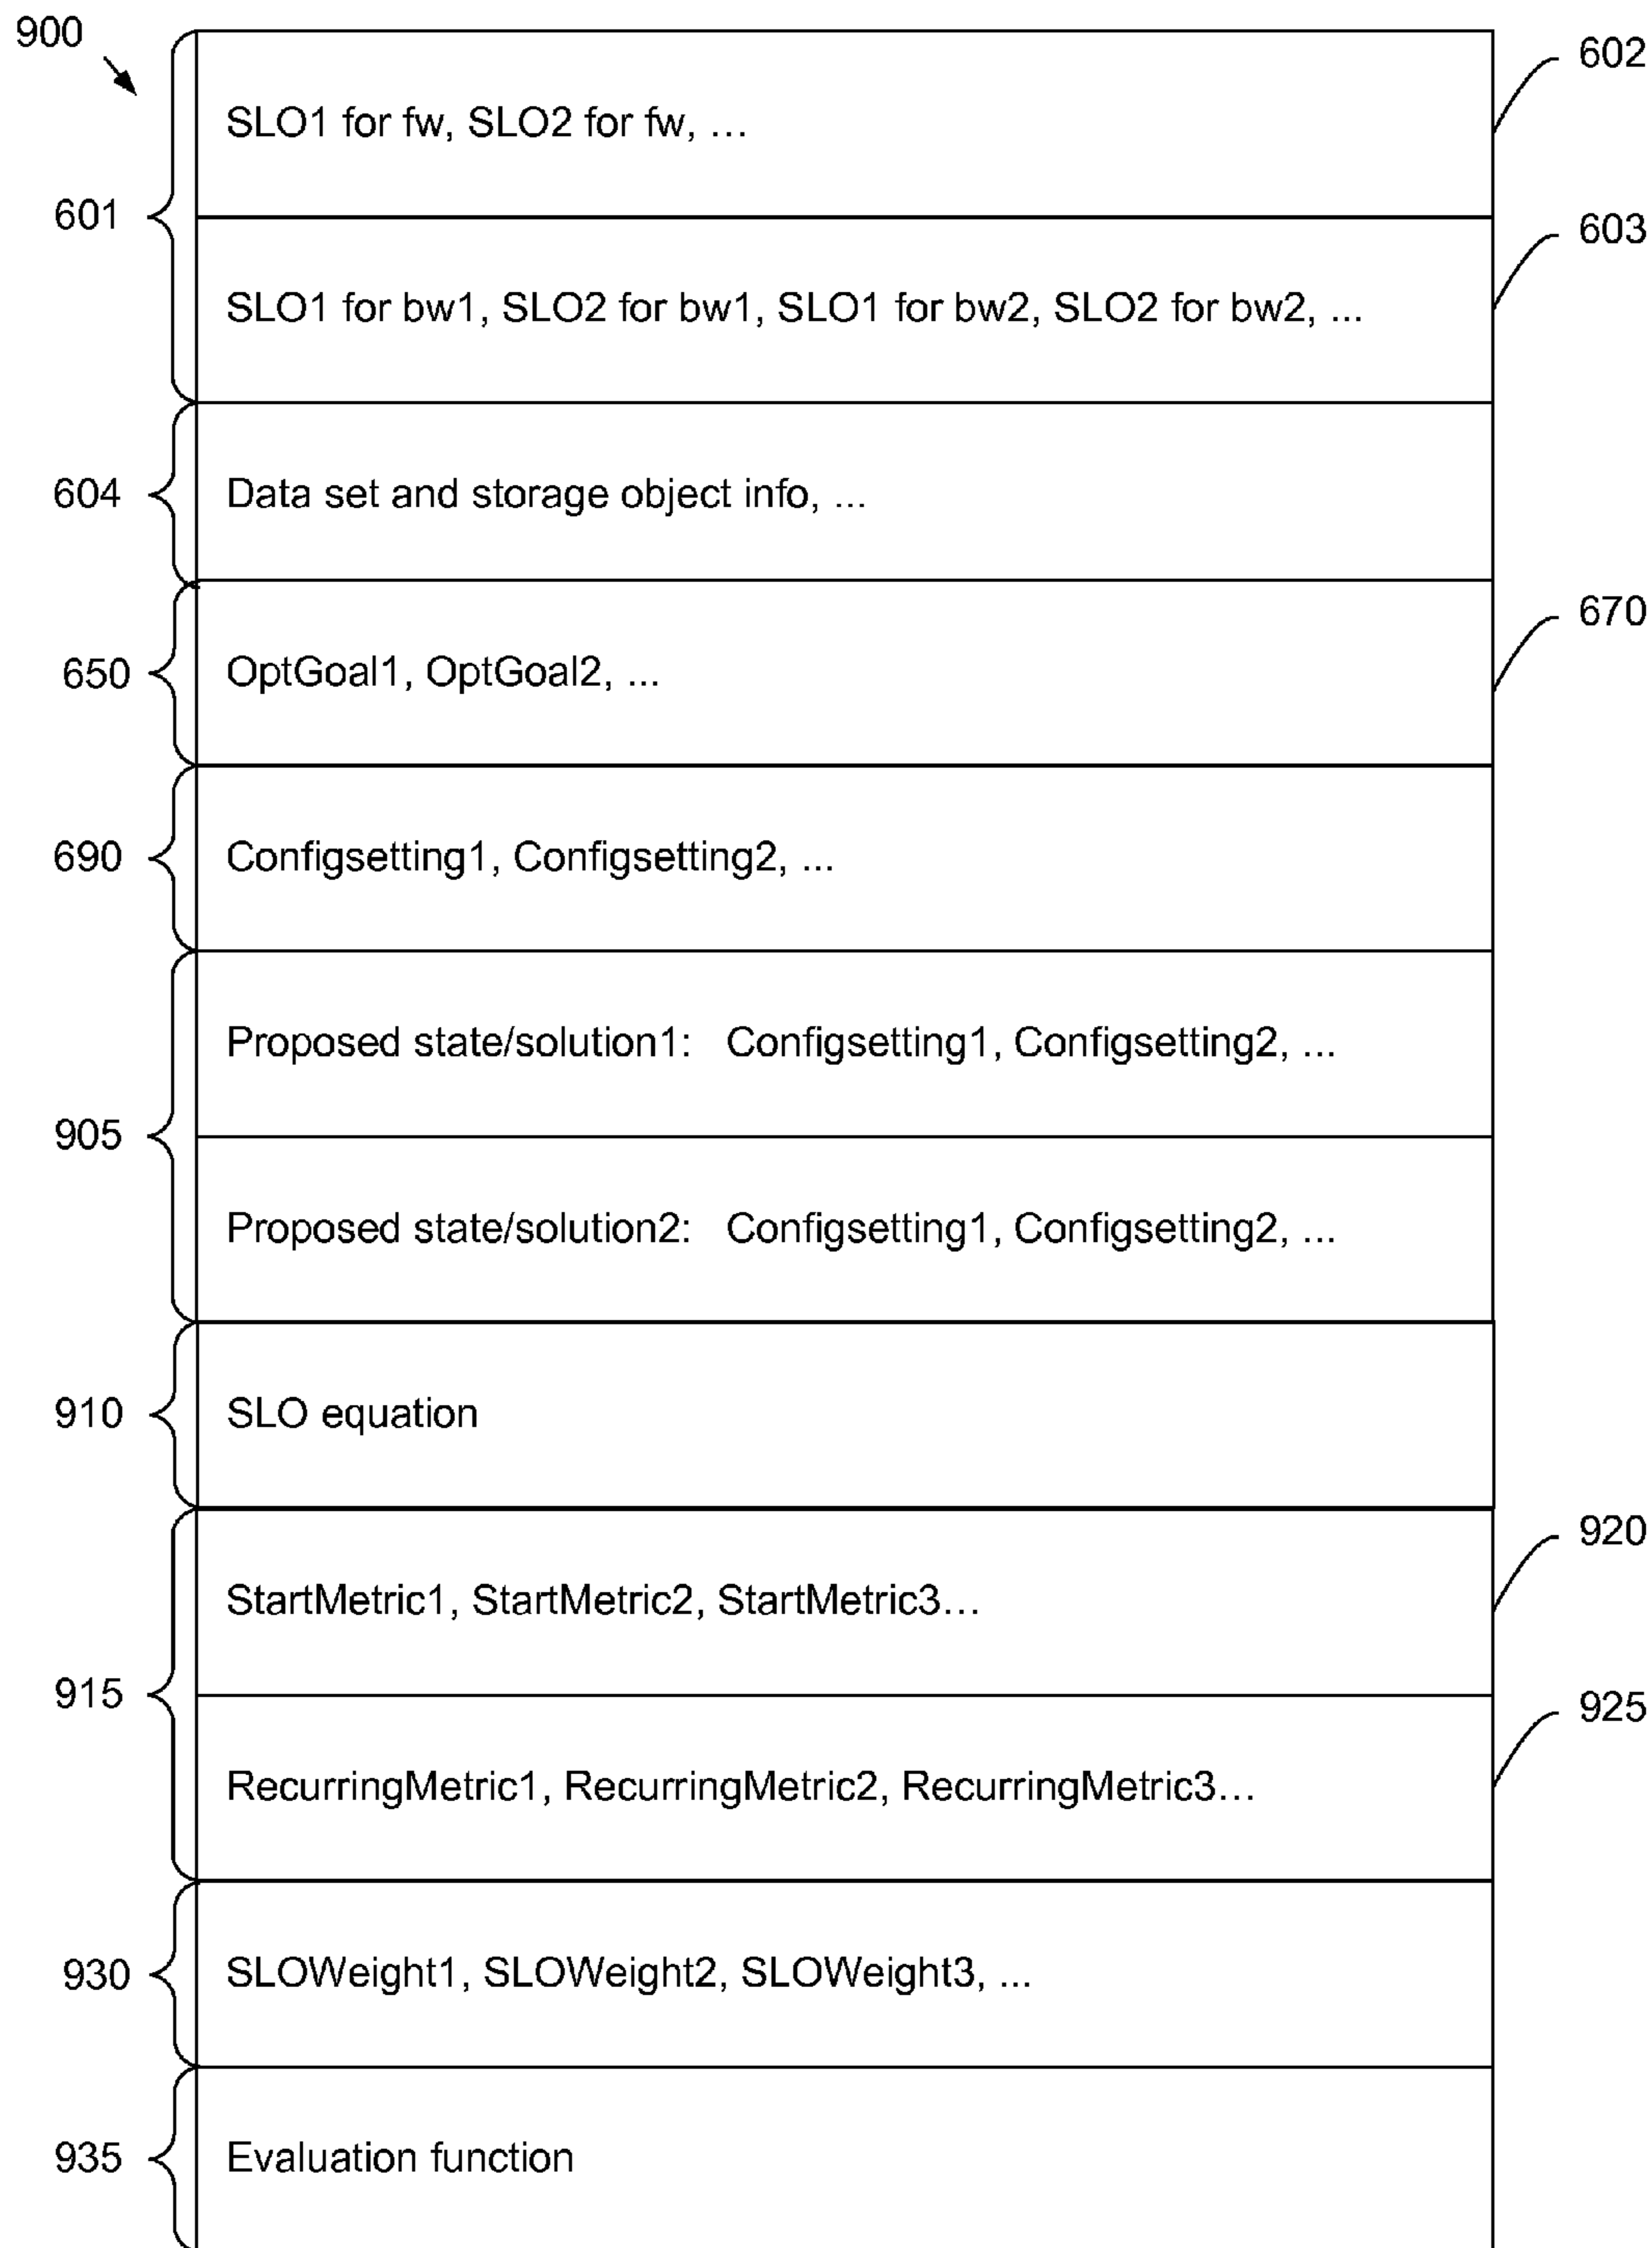 900
602
SLO1 for fw, SLO2 for fw, ...
601
603
SLO1 for bw1, SLO2 for bw1, SLO1 for bw2, SLO2 for bw2, ...
604
Data set and storage object info, ...
670
650
OptGoal1, OptGoal2, ...
690
Configsetting1, Configsetting2, ...
Proposed state/solution1: Configsetting1, Configsetting2, ...
905
Proposed state/solution2: Configsetting1, Configsetting2, ...
910
SLO equation
920
StartMetric1, StartMetric2, StartMetric3...
915
925
RecurringMetric1, RecurringMetric2, RecurringMetric3...
930
SLOWeight1, SLOWeight2, SLOWeight3, ...
935
Evaluation function